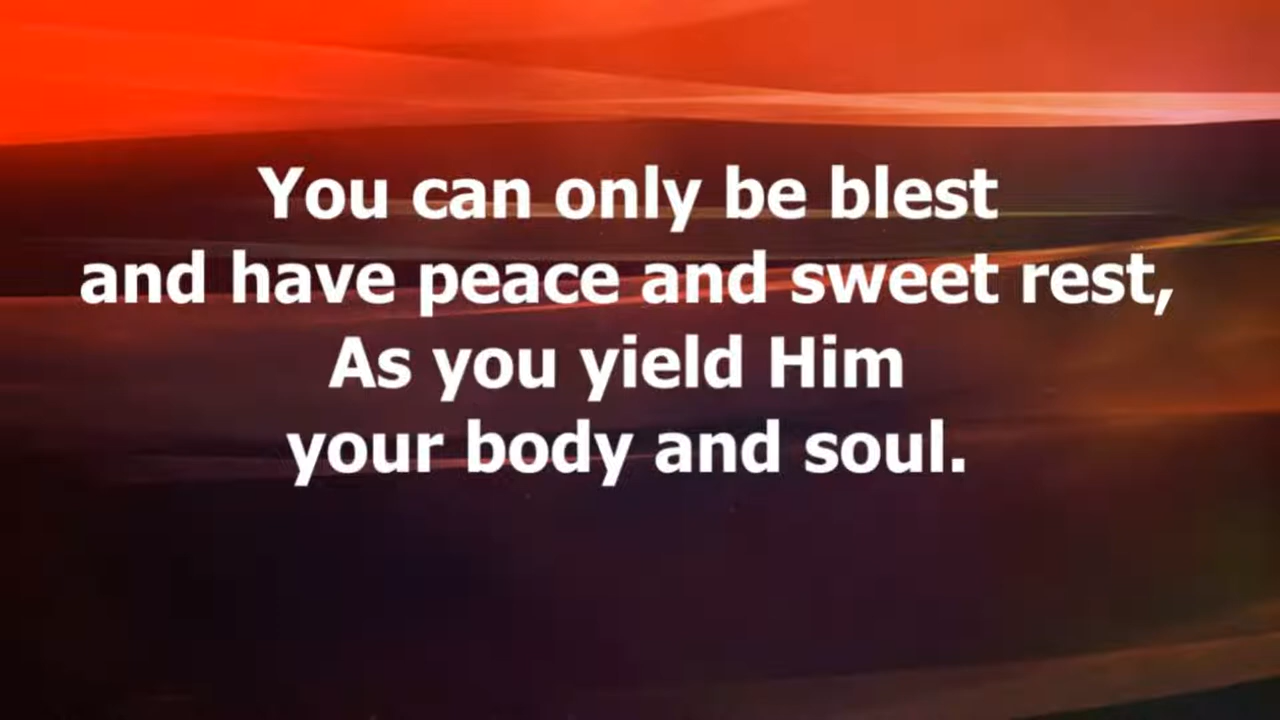 You can only be blest
and have peace and sweet rest,
As you yield Him
your body and soul.